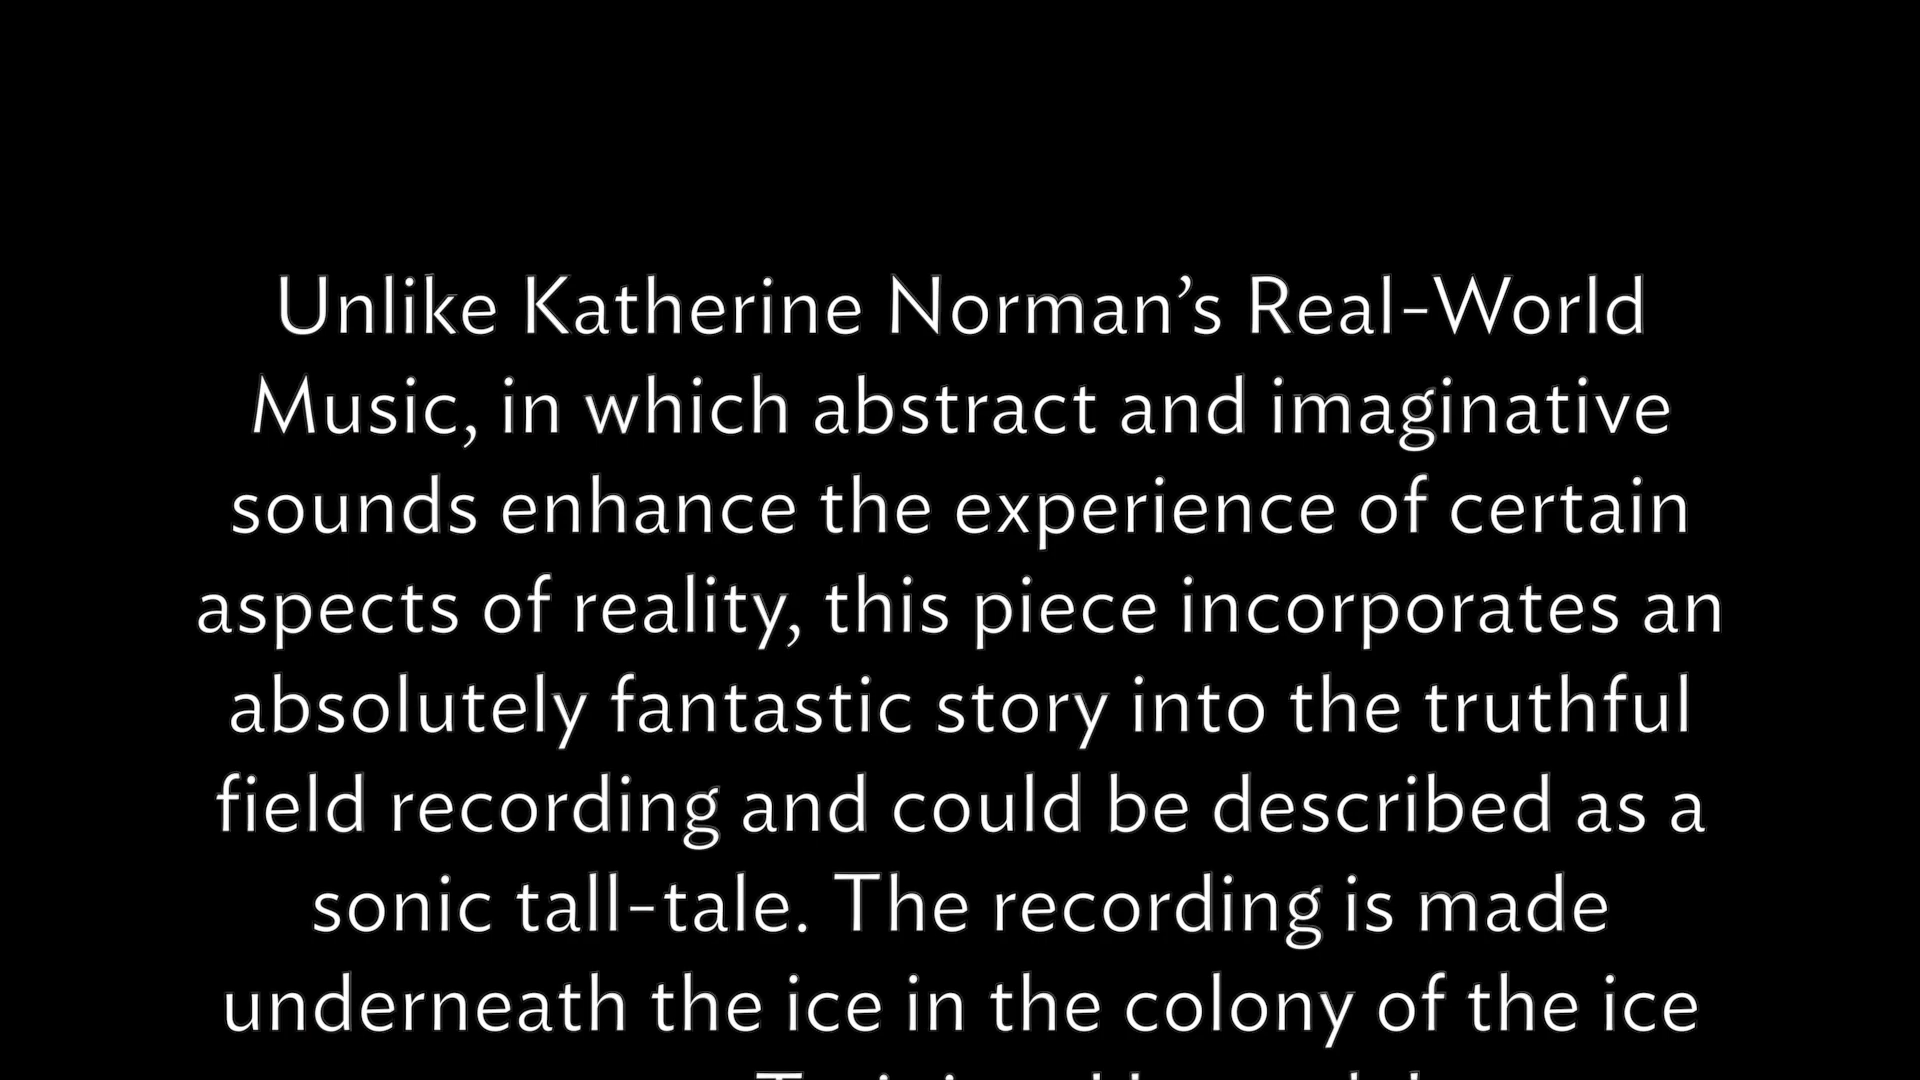 Unlike Katherine Norman’s Real-World
Music, in which abstract and imaginative
sounds enhance the experience of certain
aspects of reality, this piece incorporates an
absolutely fantastic story into the truthful
field recording and could be described as a
sonic tall-tale. The recording is made
underneath the ice in the colony of the ice